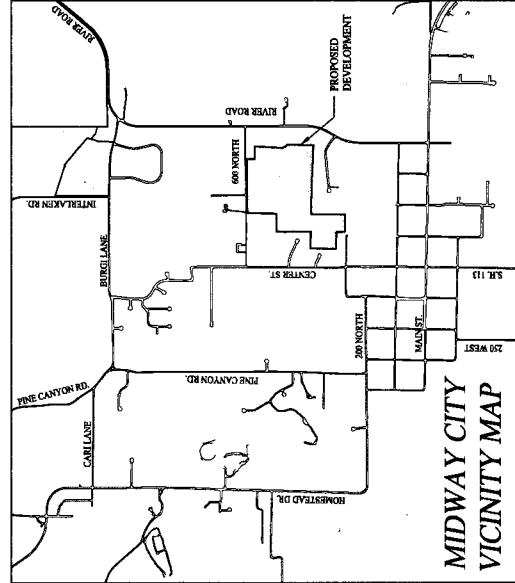 RIVER ROAD
PROPOSED
DEVELOPMENT
RIVER ROAD
600 NORTH
INTERLAKEN RD.
BURGI LANE
CENTER ST.
S.H. 113
MAIN ST.
200 NORTH
250 WEST
PINE CANYON RD.
PINE CANYON RD.
CARI LANE
HOMESTEAD DR.
MIDWAY CITY
VICINITY MAP